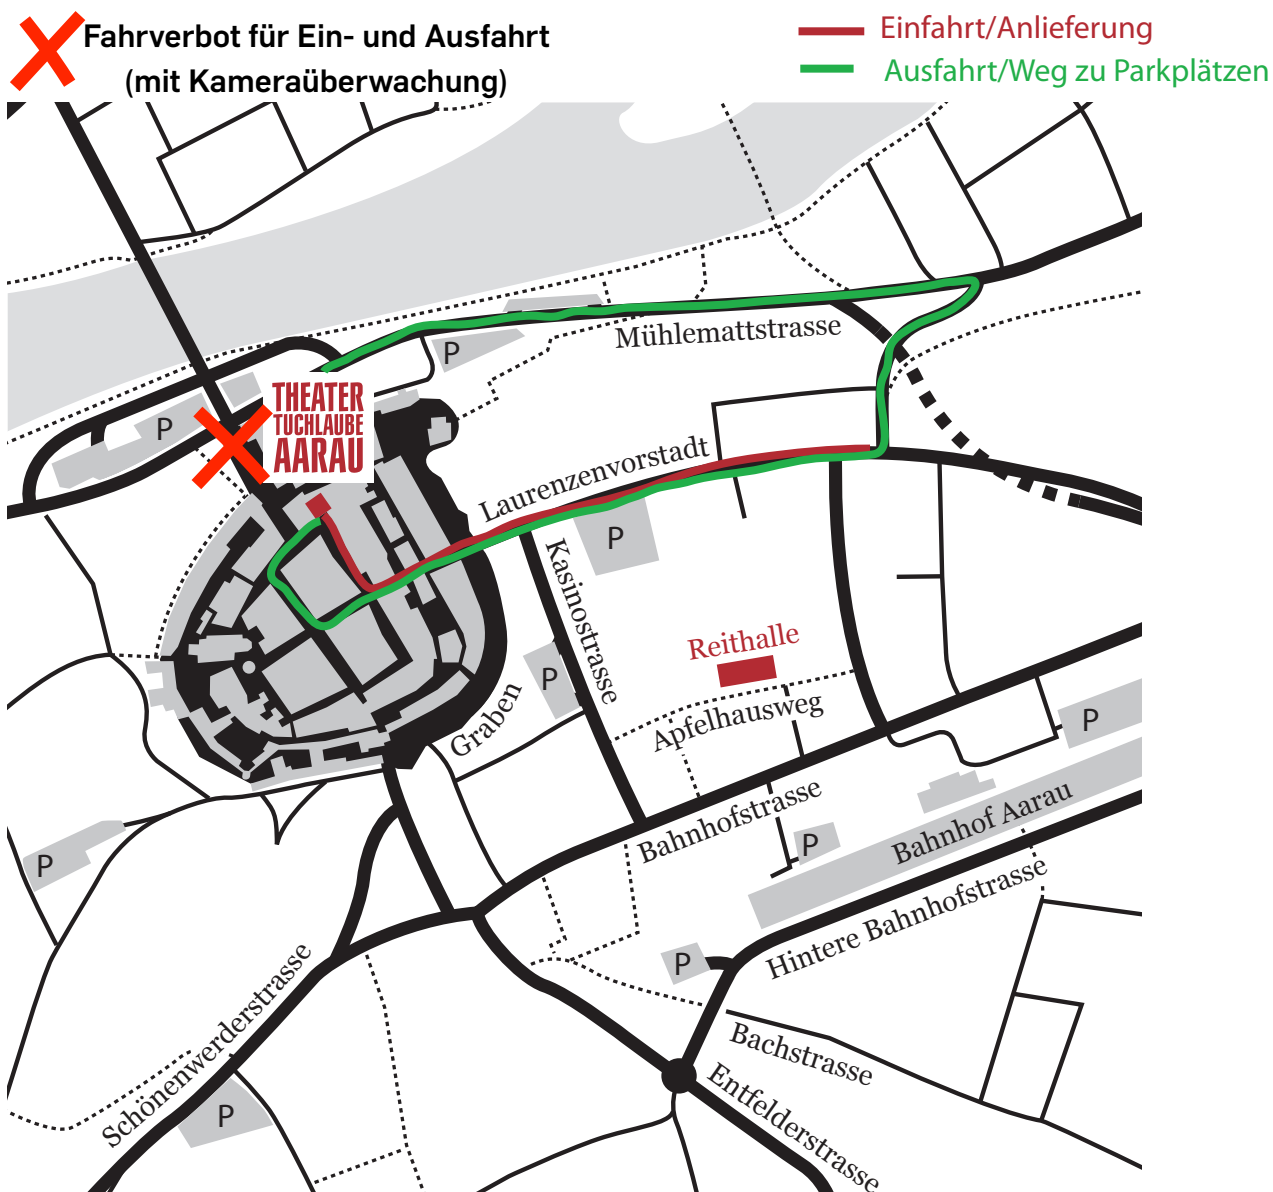 Fahrverbot für Ein- und Ausfahrt
(mit Kameraüberwachung)
Einfahrt/Anlieferung
Ausfahrt/Weg zu Parkplätzen
Mühlemattstrasse
P
THEATER
TUCHLAUBE
AARAU
P
Laurenzenvorstadt
P
Kasinostrasse
Reithalle
P
Graben
Apfelhausweg
P
Bahnhofstrasse
Bahnhof Aarau
P
P
Hintere Bahnhofstrasse
P
Schönenwerderstrasse
Bachstrasse
Entfelderstrasse
P